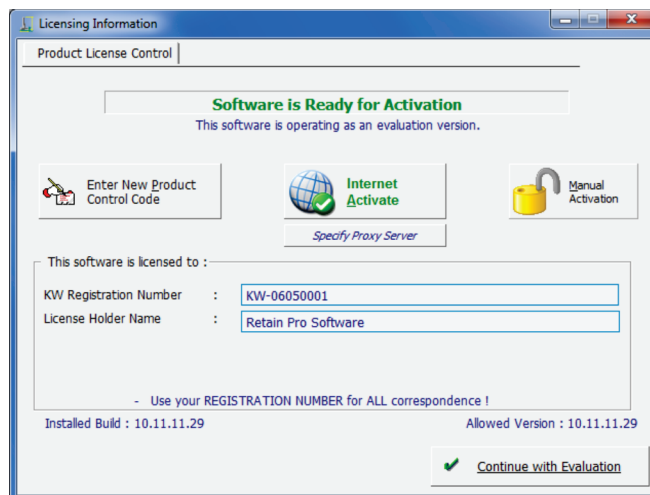 Licensing Information
Product License Control
Software is Ready for Activation
This software is operating as an evaluation version.
Enter New Product
Control Code
Internet
Activate
Manual
Activation
Specify Proxy Server
This software is licensed to :
KW Registration Number : KW-06050001
License Holder Name : Retain Pro Software
- Use your REGISTRATION NUMBER for ALL correspondence !
Installed Build : 10.11.11.29 Allowed Version : 10.11.11.29
Continue with Evaluation